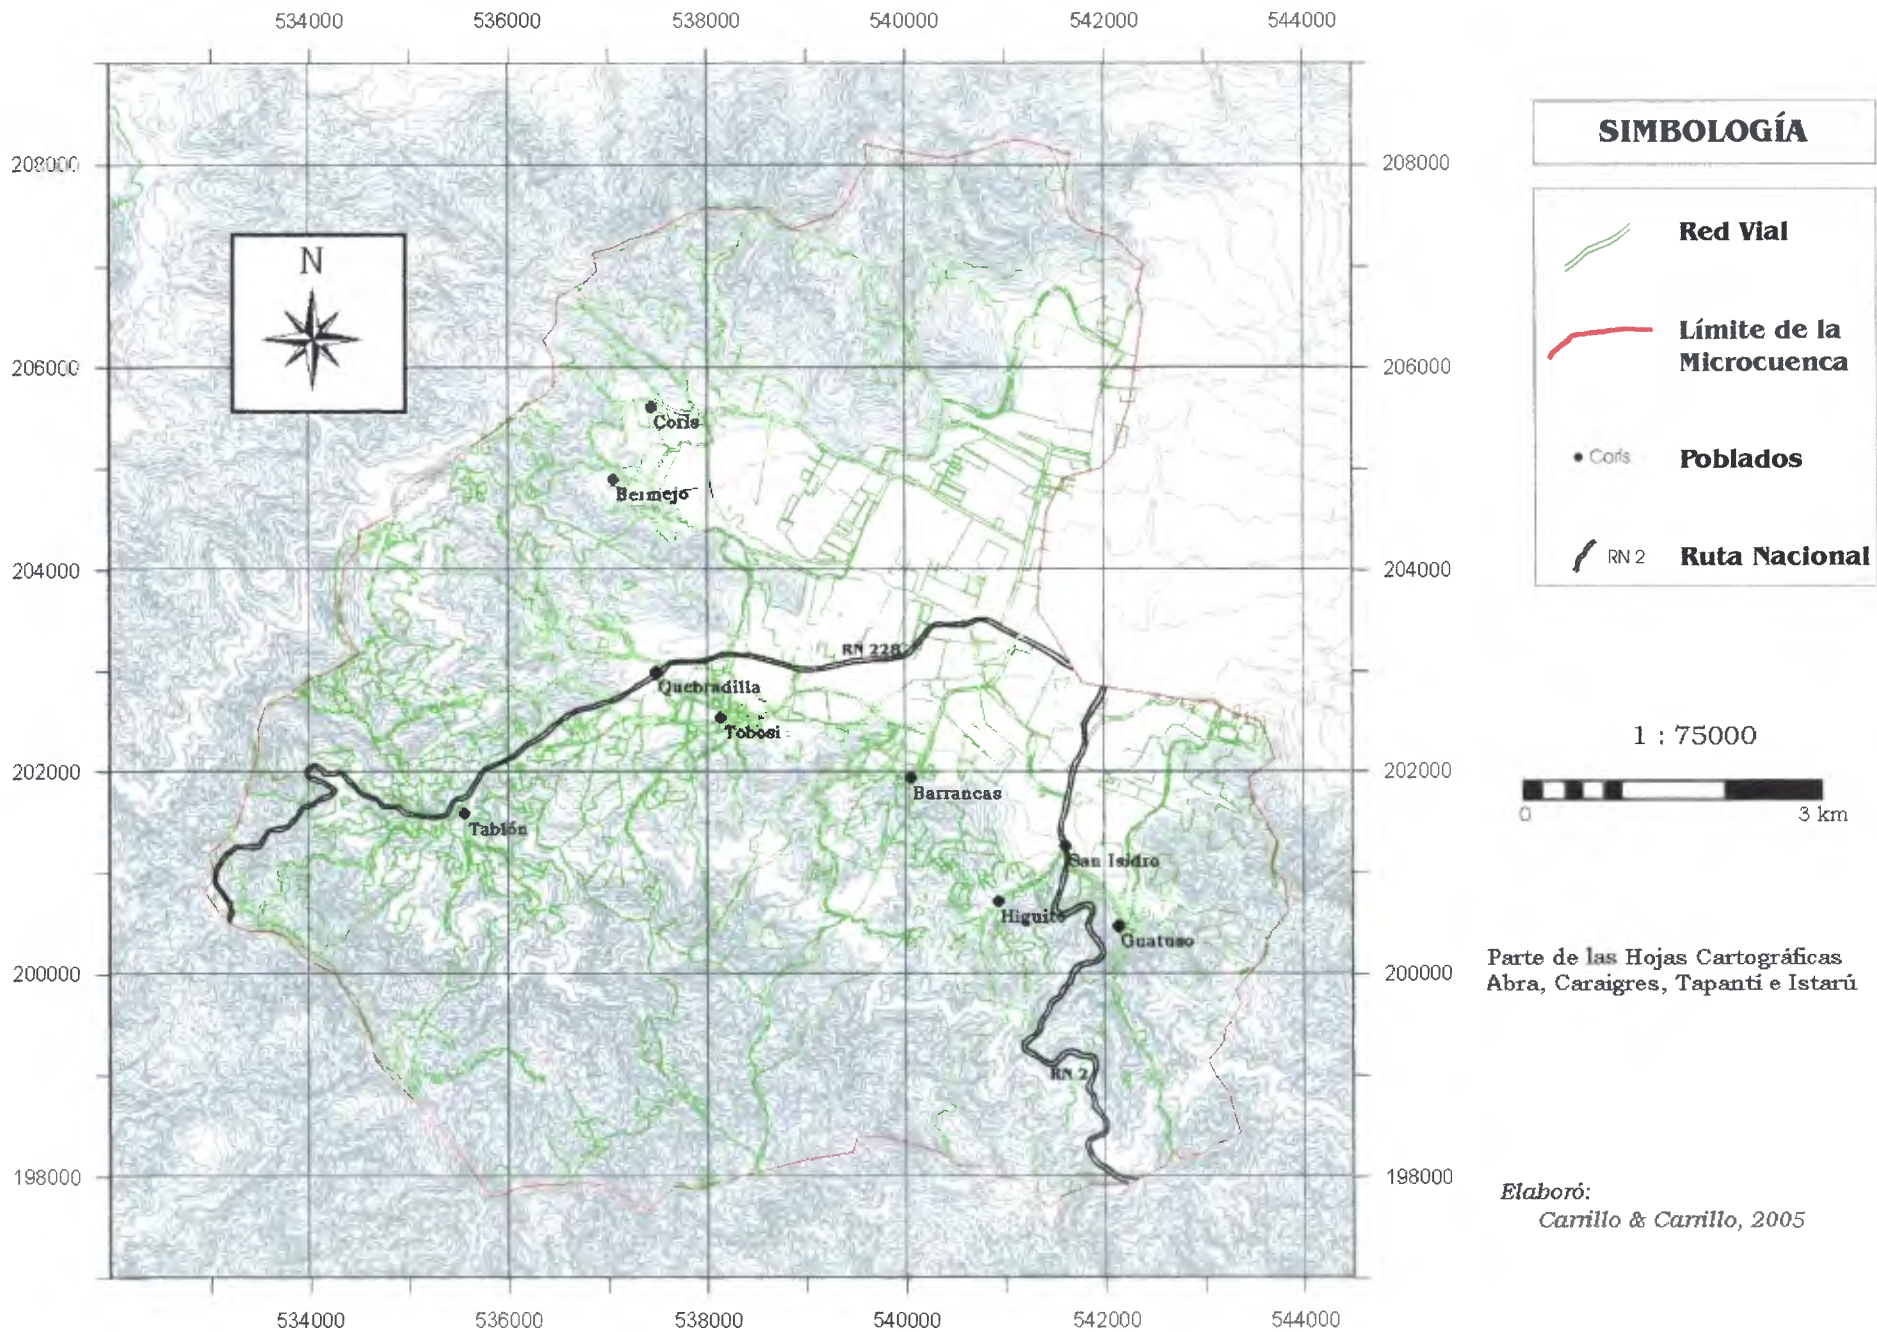 534000 536000 538000 540000 542000 544000
208000
206000
204000
202000
200000
198000
N
Coris
Bermejo
RN 228
Quebradilla
Tobosi
Barrancas
Tablón
San Isidro
Higuito
Guatuso
RN 2
208000
206000
204000
202000
200000
198000
534000 536000 538000 540000 542000 544000
SIMBOLOGÍA
Red Vial
Límite de la
Microcuenca
Coris Poblados
RN 2 Ruta Nacional
1 : 75000
0 3 km
Parte de las Hojas Cartográficas
Abra, Caraigres, Tapantí e Istarú
Elaboró:
Carrillo & Carrillo, 2005